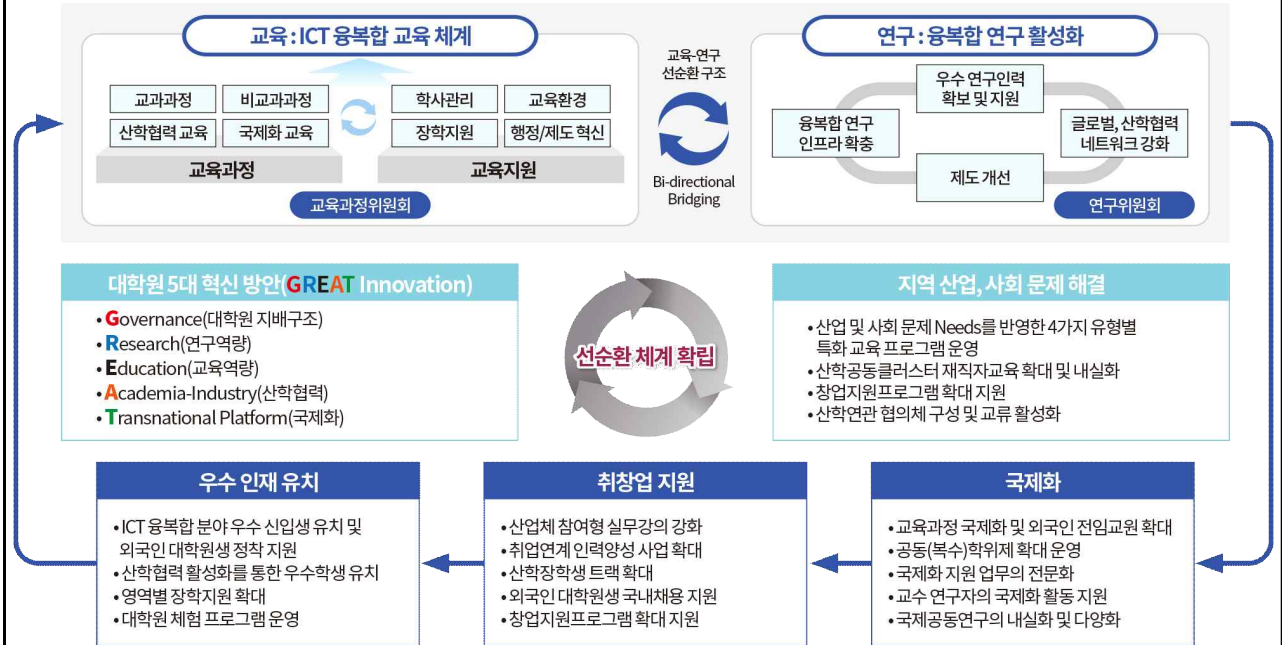 교육 : ICT 융복합 교육 체계
교과과정
비교과과정
산학협력 교육
국제화 교육
교육과정
학사관리
교육환경
장학지원
행정/제도 혁신
교육지원
교육과정위원회
교육-연구
선순환 구조
Bi-directional
Bridging
연구 : 융복합 연구 활성화
우수 연구인력
확보 및 지원
융복합 연구
인프라 확충
글로벌, 산학협력
네트워크 강화
제도 개선
연구위원회
대학원 5대 혁신 방안(GREAT Innovation)
• Governance(대학원 지배구조)
• Research(연구역량)
• Education(교육역량)
• Academia-Industry(산학협력)
• Transnational Platform(국제화)
선순환 체계 확립
지역 산업, 사회 문제 해결
• 산업 및 사회 문제 Needs를 반영한 4가지 유형별
특화 교육 프로그램 운영
• 산학공동클러스터 재직자교육 확대 및 내실화
• 창업지원프로그램 확대 지원
• 산학연관 협의체 구성 및 교류 활성화
우수 인재 유치
• ICT 융복합 분야 우수 신입생 유치 및
외국인 대학원생 정착 지원
• 산학협력 활성화를 통한 우수학생 유치
• 영역별 장학지원 확대
• 대학원 체험 프로그램 운영
취창업 지원
• 산업체 참여형 실무강의 강화
• 취업연계 인력양성 사업 확대
• 산학장학생 트랙 확대
• 외국인 대학원생 국내채용 지원
• 창업지원프로그램 확대 지원
국제화
• 교육과정 국제화 및 외국인 전임교원 확대
• 공동(복수)학위제 확대 운영
• 국제화 지원 업무의 전문화
• 교수 연구자의 국제화 활동 지원
• 국제공동연구의 내실화 및 다양화